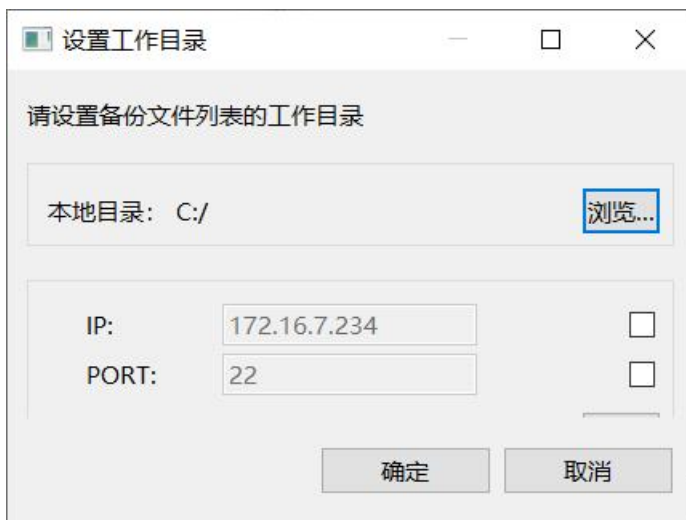 设置工作目录
请设置备份文件列表的工作目录
本地目录: C:/ 浏览...
IP: 172.16.7.234
PORT: 22
确定 取消